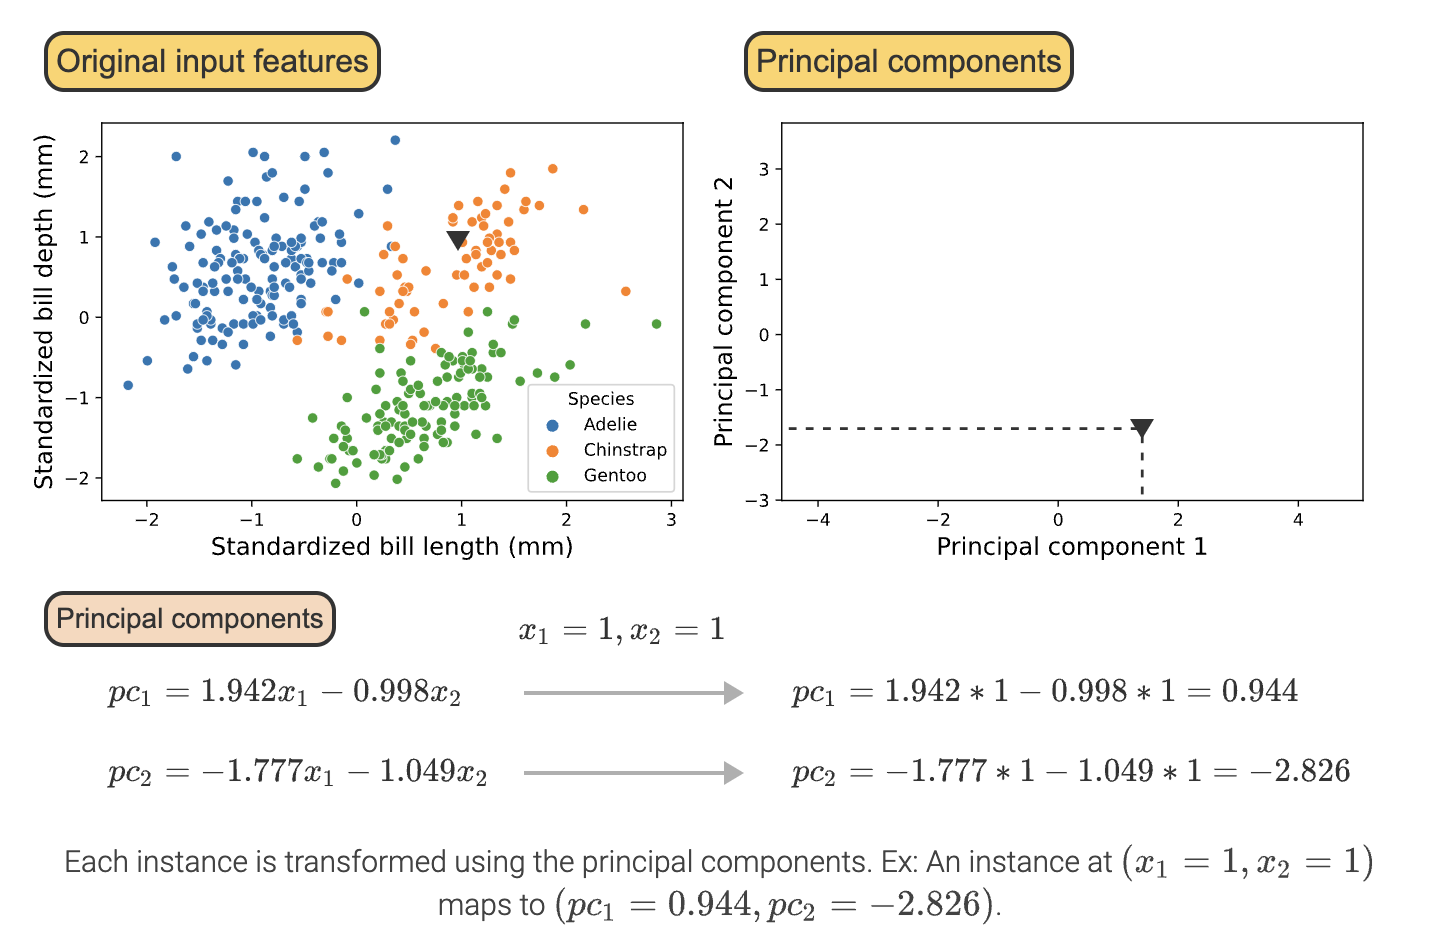 Original input features
Principal components
Standardized bill depth (mm)
2
1
0
−1
−2
Species
Adelie
Chinstrap
Gentoo
−2 −1 0 1 2 3
Standardized bill length (mm)
Principal component 2
3
2
1
0
−1
−2
−3
−4 −2 0 2 4
Principal component 1
Principal components
x₁ = 1, x₂ = 1
pc₁ = 1.942x₁ − 0.998x₂
pc₁ = 1.942 * 1 − 0.998 * 1 = 0.944
pc₂ = −1.777x₁ − 1.049x₂
pc₂ = −1.777 * 1 − 1.049 * 1 = −2.826
Each instance is transformed using the principal components. Ex: An instance at (x₁ = 1, x₂ = 1)
maps to (pc₁ = 0.944, pc₂ = −2.826).